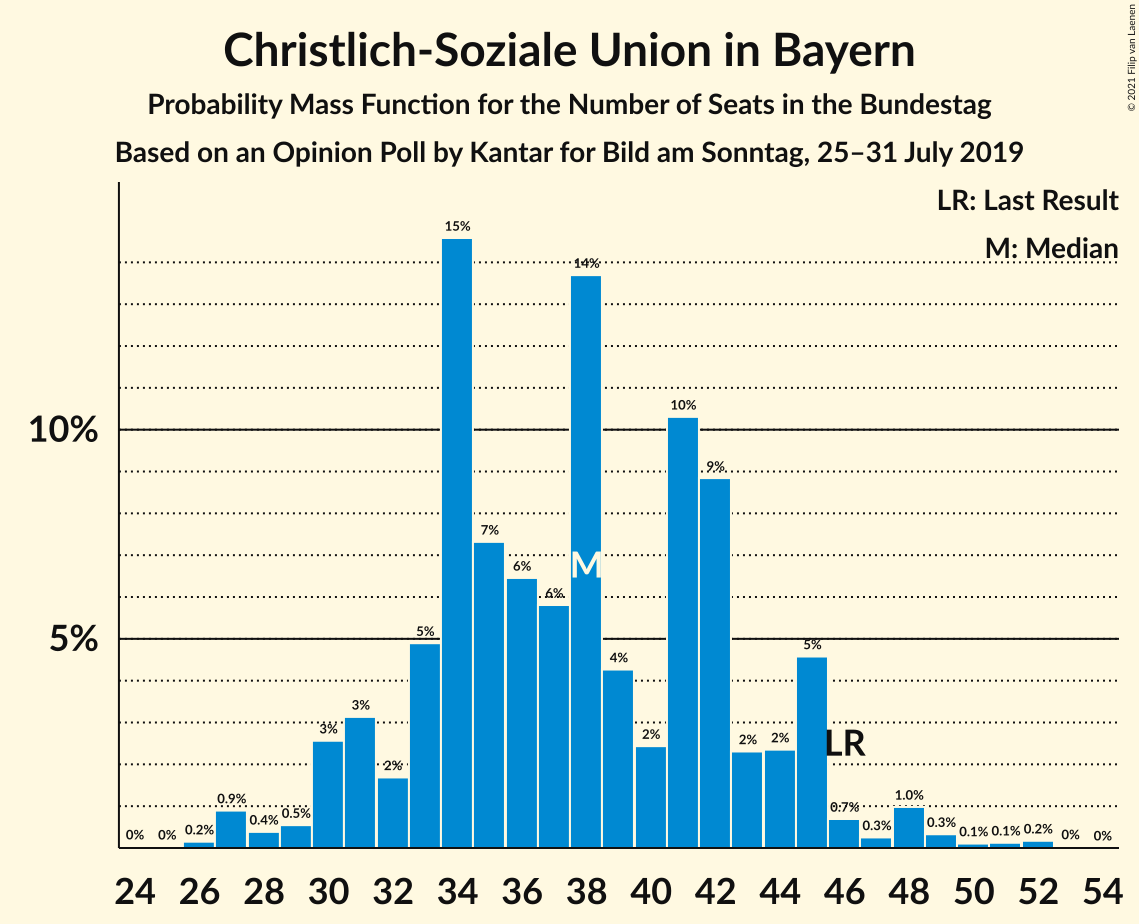 Christlich-Soziale Union in Bayern
Probability Mass Function for the Number of Seats in the Bundestag
Based on an Opinion Poll by Kantar for Bild am Sonntag, 25–31 July 2019
© 2021 Filip van Laenen
LR: Last Result
M: Median
10%
5%
0% 0% 0.2% 0.9% 0.4% 0.5% 3% 3% 2% 5% 15% 7% 6% 6% 14% 4% 2% 10% 9% 2% 2% 5% 0.7% 0.3% 1.0% 0.3% 0.1% 0.1% 0.2% 0% 0%
M
LR
24 26 28 30 32 34 36 38 40 42 44 46 48 50 52 54